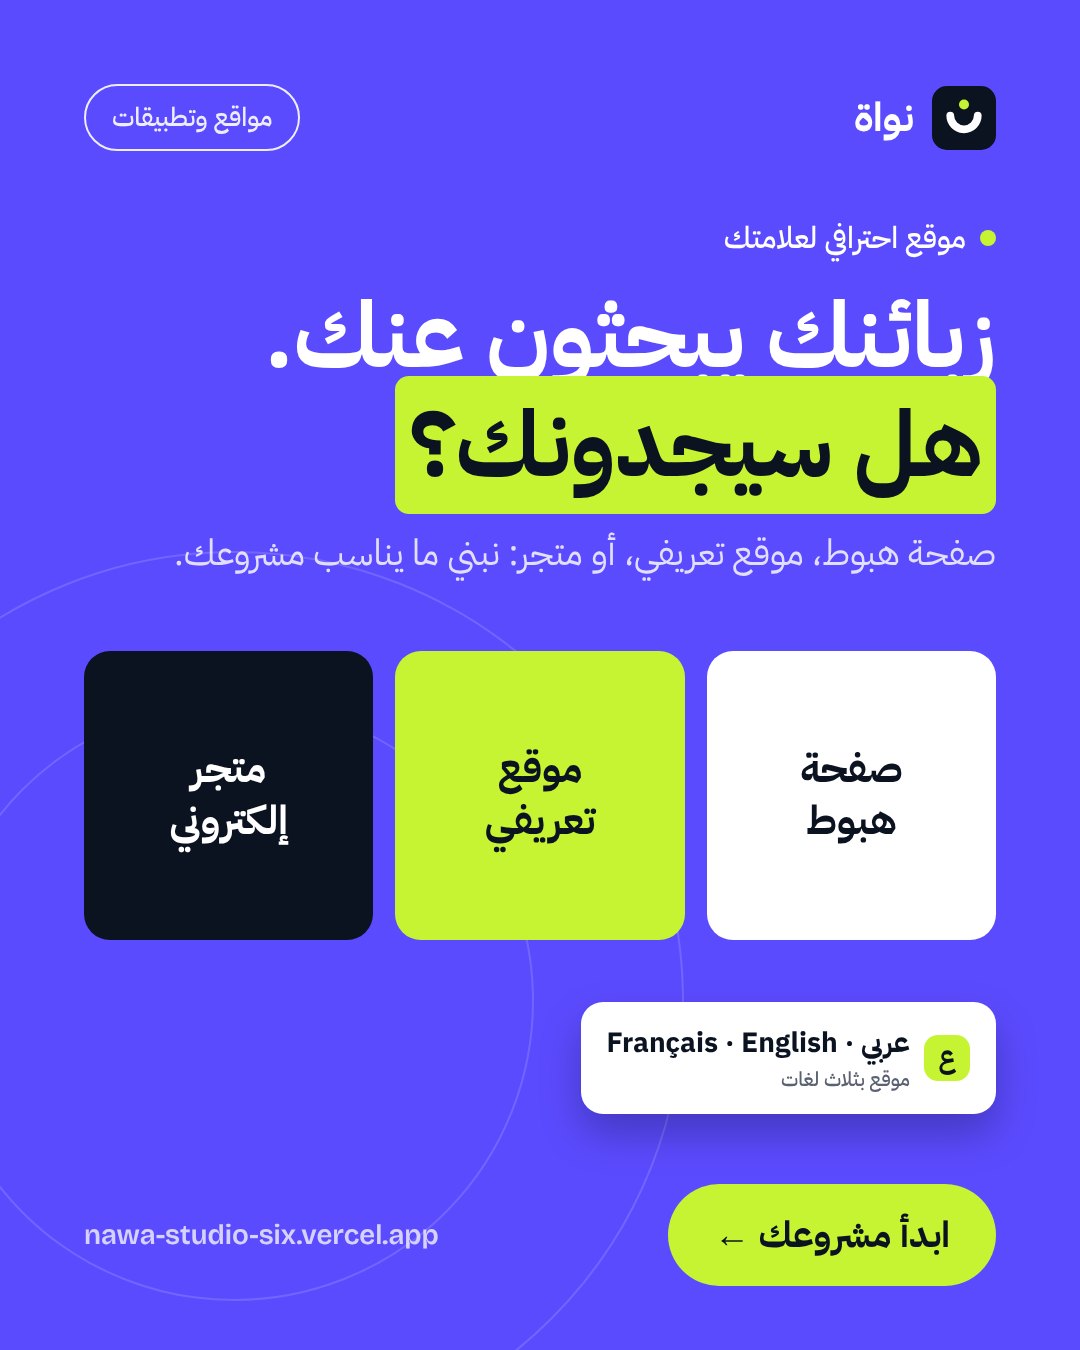 نواة
مواقع وتطبيقات
موقع احترافي لعلامتك
زبائنك يبحثون عنك.
هل سيجدونك؟
صفحة هبوط، موقع تعريفي، أو متجر: نبني ما يناسب مشروعك.
صفحة
هبوط
موقع
تعريفي
متجر
إلكتروني
ع
عربي · English · Français
موقع بثلاث لغات
ابدأ مشروعك ←
nawa-studio-six.vercel.app